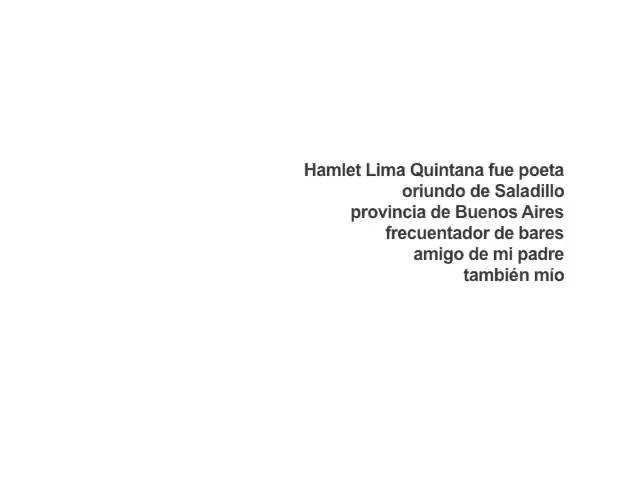 Hamlet Lima Quintana fue poeta
oriundo de Saladillo
provincia de Buenos Aires
frecuentador de bares
amigo de mi padre
también mío